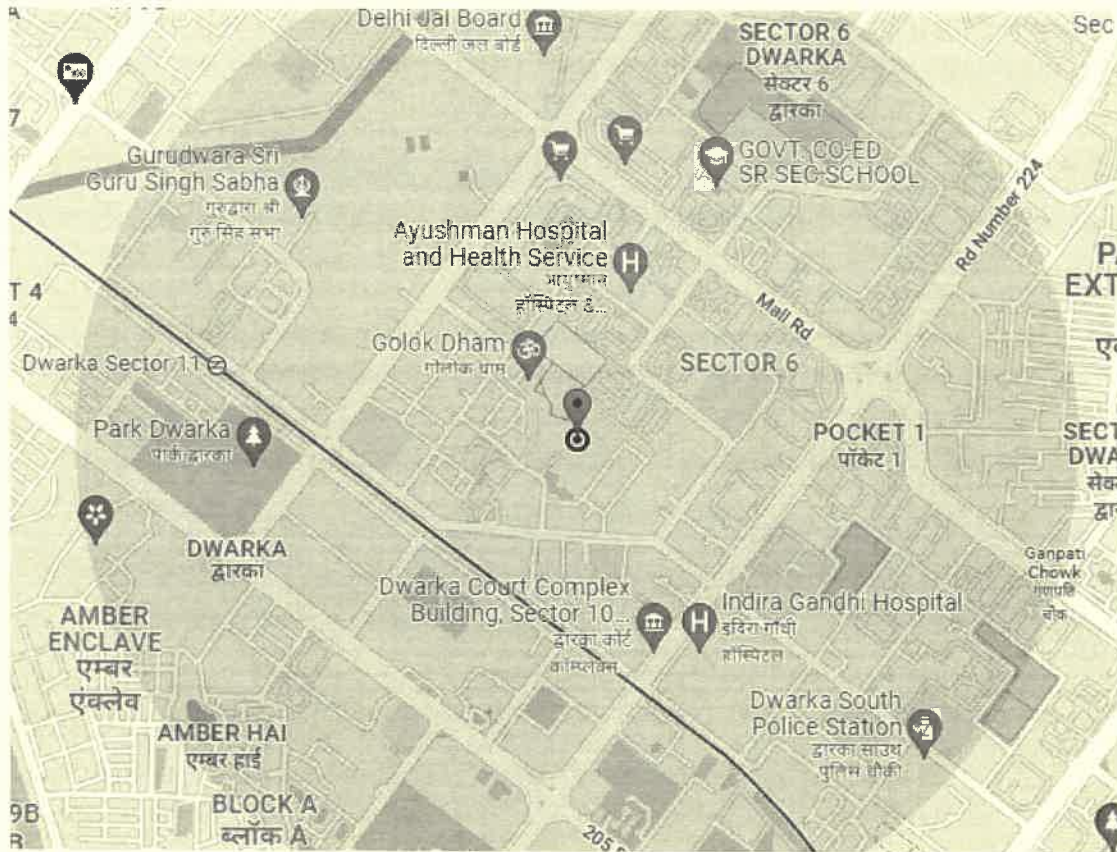 Delhi Jal Board
दिल्ली जल बोर्ड
Sec
SECTOR 6
DWARKA
सेक्टर 6
द्वारका
7
Gurudwara Sri
Guru Singh Sabha
गुरुद्वारा श्री
गुरु सिंह सभा
GOVT. CO-ED
SR SEC SCHOOL
Rd Number 224
Ayushman Hospital
and Health Service
आयुष्मान
हॉस्पिटल &...
H
Mall Rd
EXT
T 4
4
Golok Dham
गोलोक धाम
SECTOR 6
Dwarka Sector 11
Park Dwarka
पार्क द्वारका
POCKET 1
पॉकेट 1
SECT
DWA
DWARKA
द्वारका
Ganpati
Chowk
गणपति
चौक
Dwarka Court Complex
Building, Sector 10...
द्वारका कोर्ट
काम्प्लेक्स
H
Indira Gandhi Hospital
इंदिरा गाँधी
हॉस्पिटल
AMBER
ENCLAVE
एम्बर
एंक्लेव
Dwarka South
Police Station
द्वारका साउथ
पुलिस चौकी
AMBER HAI
एम्बर हाई
BLOCK A
ब्लॉक A
9B
205